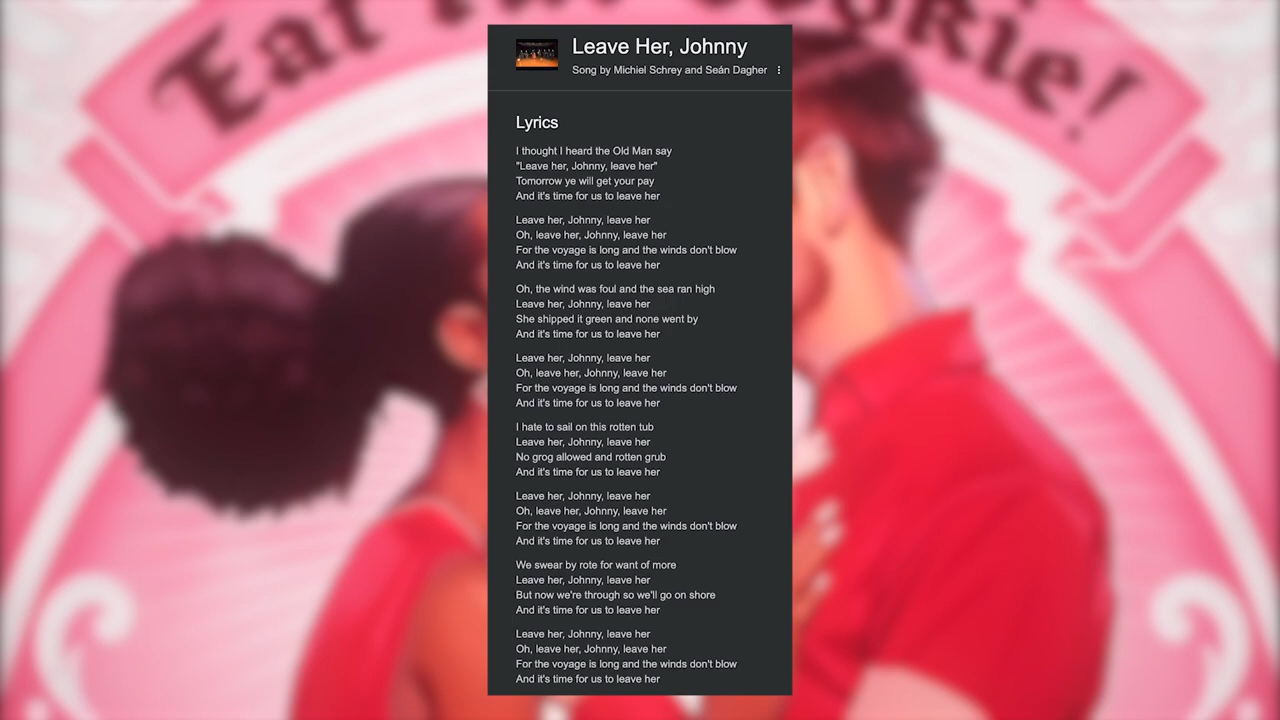 Eat
Cookie!
Leave Her, Johnny
Song by Michiel Schrey and Seán Dagher
Lyrics
I thought I heard the Old Man say
"Leave her, Johnny, leave her"
Tomorrow ye will get your pay
And it's time for us to leave her
Leave her, Johnny, leave her
Oh, leave her, Johnny, leave her
For the voyage is long and the winds don't blow
And it's time for us to leave her
Oh, the wind was foul and the sea ran high
Leave her, Johnny, leave her
She shipped it green and none went by
And it's time for us to leave her
Leave her, Johnny, leave her
Oh, leave her, Johnny, leave her
For the voyage is long and the winds don't blow
And it's time for us to leave her
I hate to sail on this rotten tub
Leave her, Johnny, leave her
No grog allowed and rotten grub
And it's time for us to leave her
Leave her, Johnny, leave her
Oh, leave her, Johnny, leave her
For the voyage is long and the winds don't blow
And it's time for us to leave her
We swear by rote for want of more
Leave her, Johnny, leave her
But now we're through so we'll go on shore
And it's time for us to leave her
Leave her, Johnny, leave her
Oh, leave her, Johnny, leave her
For the voyage is long and the winds don't blow
And it's time for us to leave her